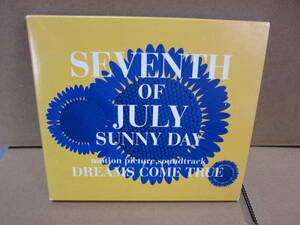 SEVENTH
OF
JULY
SUNNY DAY
motion picture soundtrack
DREAMS COME TRUE